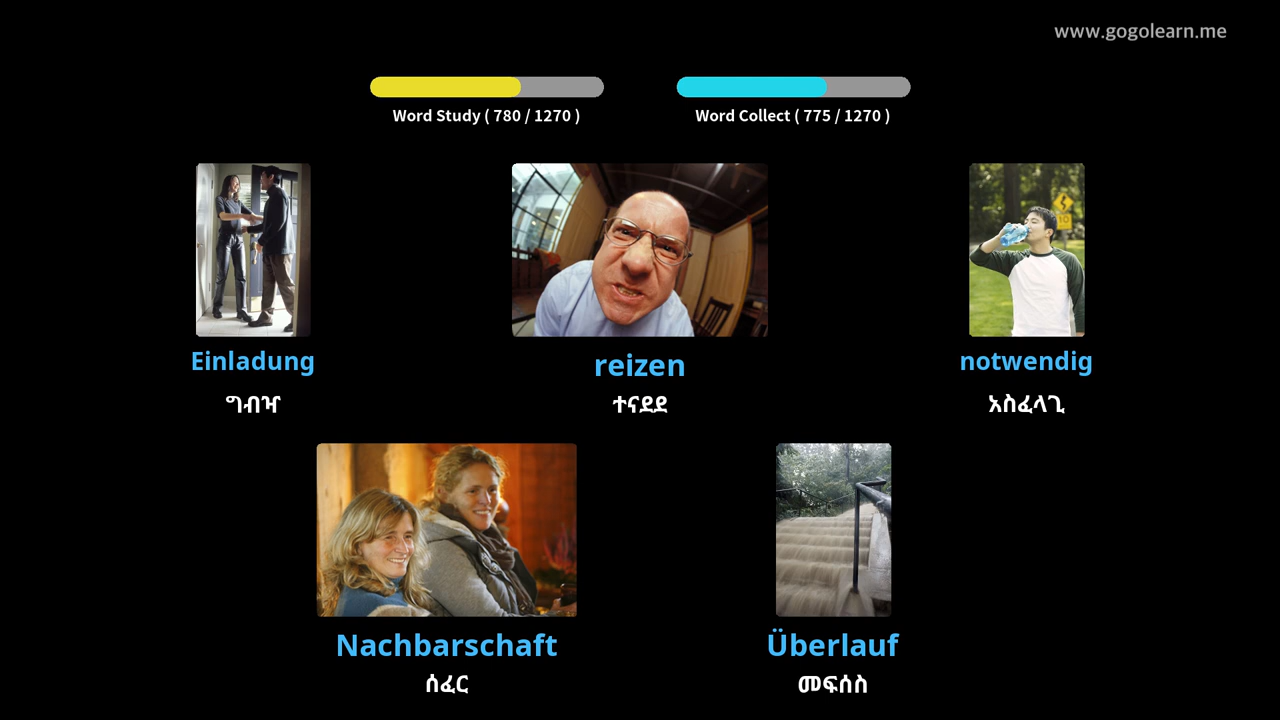 www.gogolearn.me
Word Study ( 780 / 1270 )
Word Collect ( 775 / 1270 )
Einladung
ግብዣ
reizen
ተናደደ
notwendig
አስፈላጊ
Nachbarschaft
ሰፈር
Überlauf
መፍሰስ